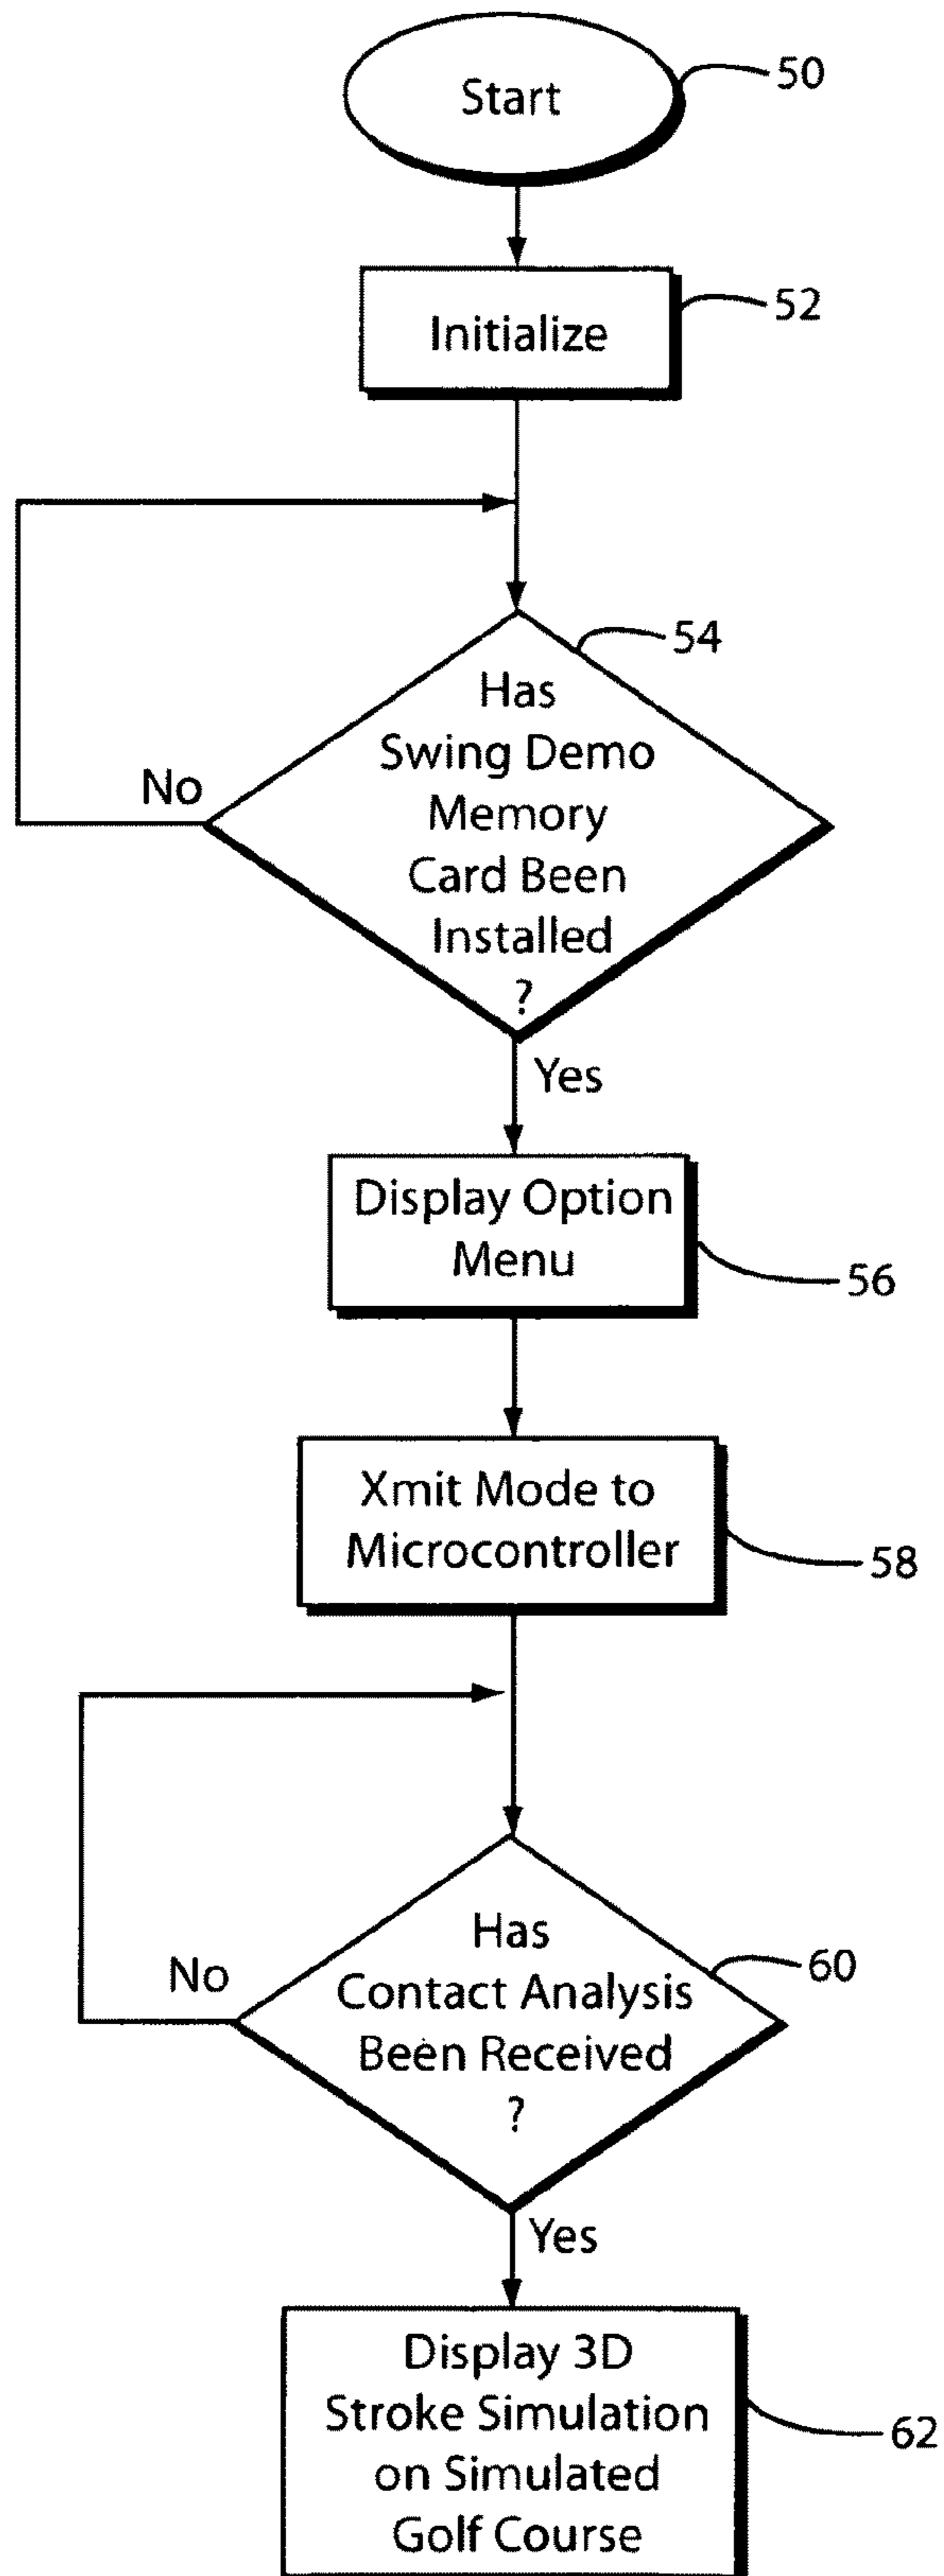 Start
50
Initialize
52
54
Has
Swing Demo
Memory
Card Been
Installed
?
No
Yes
Display Option
Menu
56
Xmit Mode to
Microcontroller
58
Has
Contact Analysis
Been Received
?
60
No
Yes
Display 3D
Stroke Simulation
on Simulated
Golf Course
62